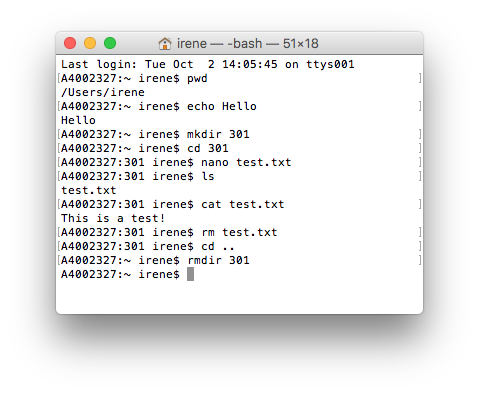 irene — -bash — 51×18
Last login: Tue Oct  2 14:05:45 on ttys001
[A4002327:~ irene$ pwd ]
/Users/irene
[A4002327:~ irene$ echo Hello ]
Hello
[A4002327:~ irene$ mkdir 301 ]
[A4002327:~ irene$ cd 301 ]
[A4002327:301 irene$ nano test.txt ]
[A4002327:301 irene$ ls ]
test.txt
[A4002327:301 irene$ cat test.txt ]
This is a test!
[A4002327:301 irene$ rm test.txt ]
[A4002327:301 irene$ cd .. ]
[A4002327:~ irene$ rmdir 301 ]
A4002327:~ irene$